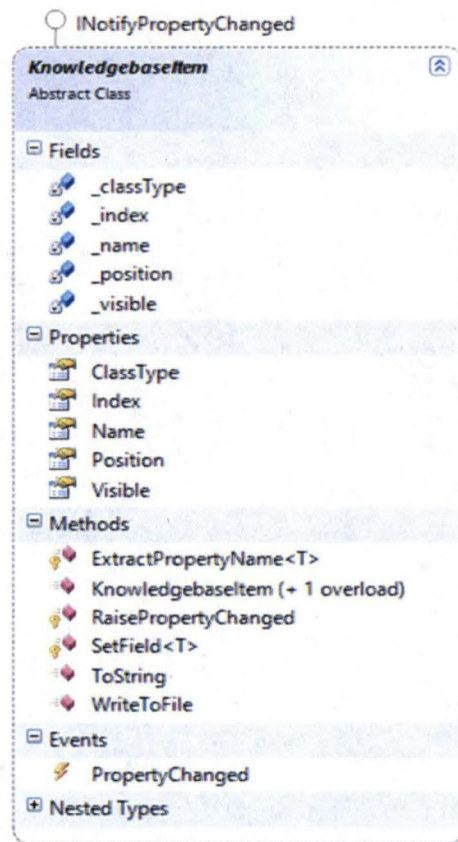 INotifyPropertyChanged
KnowledgebaseItem
Abstract Class
Fields
_classType
_index
_name
_position
_visible
Properties
ClassType
Index
Name
Position
Visible
Methods
ExtractPropertyName<T>
KnowledgebaseItem (+ 1 overload)
RaisePropertyChanged
SetField<T>
ToString
WriteToFile
Events
PropertyChanged
Nested Types